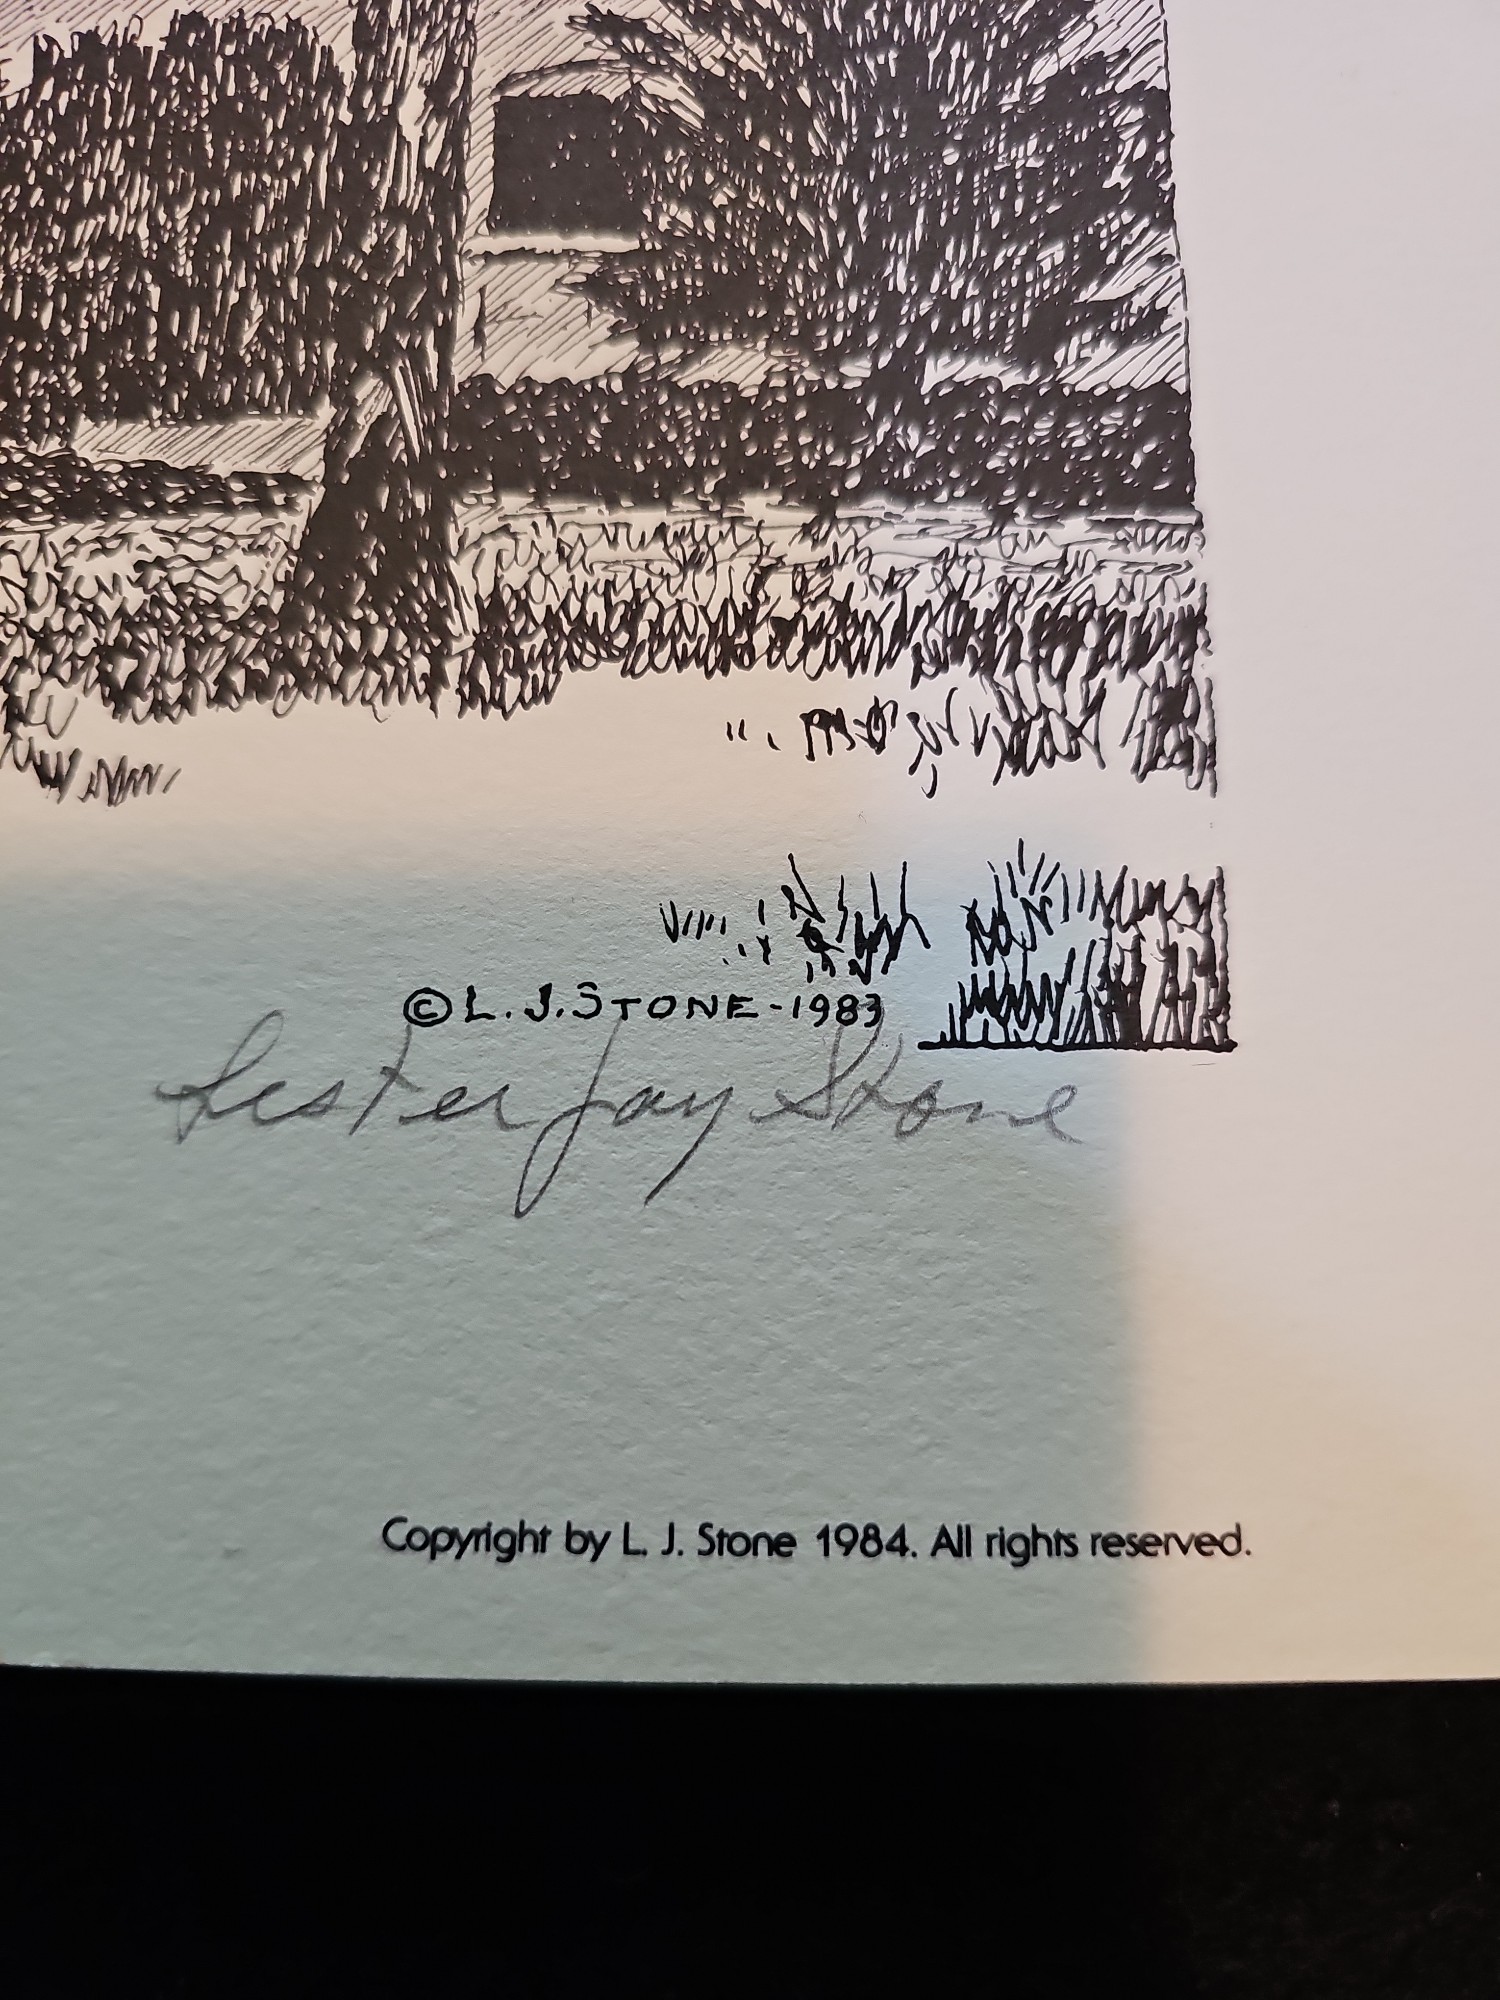 ©L.J.STONE-1983
Lester Jay Stone
Copyright by L. J. Stone 1984. All rights reserved.